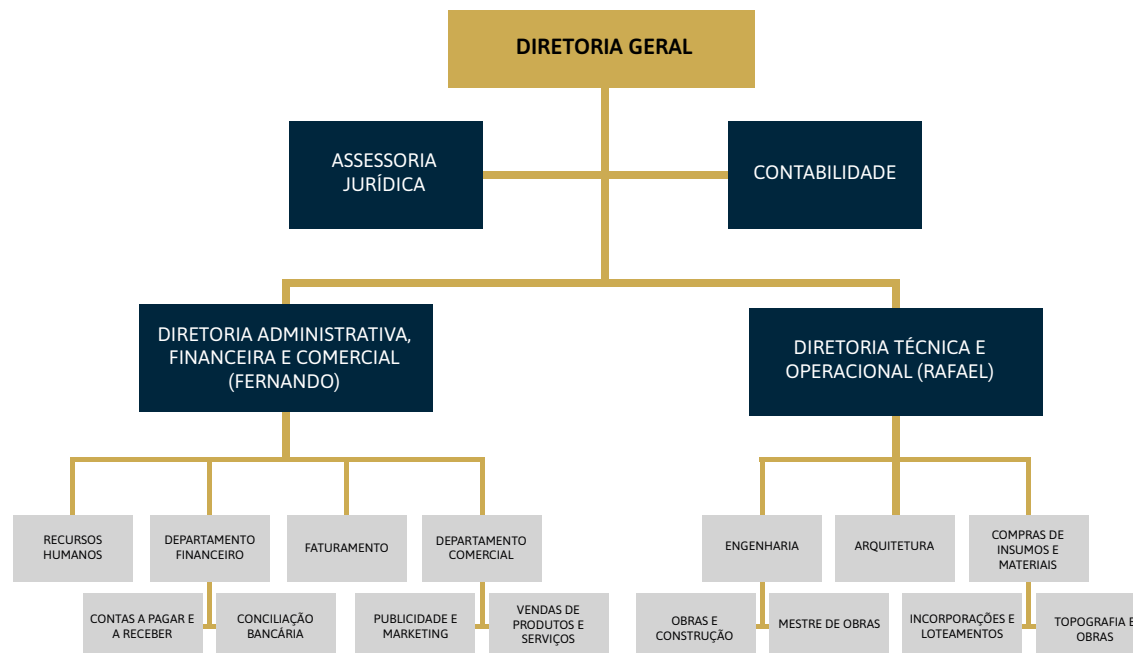 DIRETORIA GERAL
ASSESSORIA
JURÍDICA
CONTABILIDADE
DIRETORIA ADMINISTRATIVA,
FINANCEIRA E COMERCIAL
(FERNANDO)
DIRETORIA TÉCNICA E
OPERACIONAL (RAFAEL)
RECURSOS
HUMANOS
DEPARTAMENTO
FINANCEIRO
FATURAMENTO
DEPARTAMENTO
COMERCIAL
ENGENHARIA
ARQUITETURA
COMPRAS DE
INSUMOS E
MATERIAIS
CONTAS A PAGAR E
A RECEBER
CONCILIAÇÃO
BANCÁRIA
PUBLICIDADE E
MARKETING
VENDAS DE
PRODUTOS E
SERVIÇOS
OBRAS E
CONSTRUÇÃO
MESTRE DE OBRAS
INCORPORAÇÕES E
LOTEAMENTOS
TOPOGRAFIA E
OBRAS